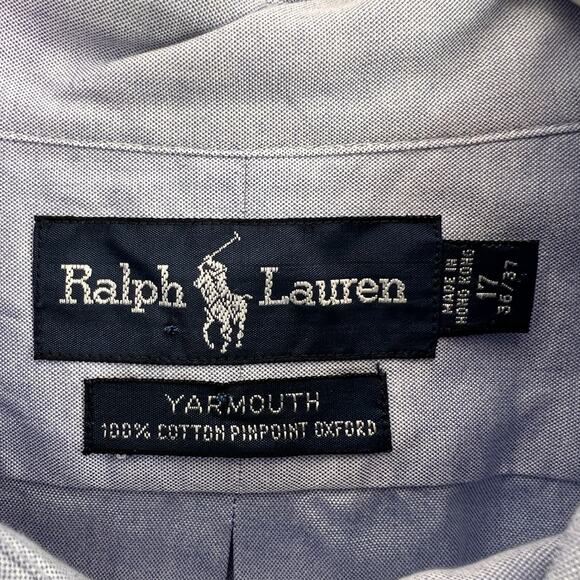 Ralph Lauren
MADE IN
HONG KONG
17
36/37
YARMOUTH
100% COTTON PINPOINT OXFORD